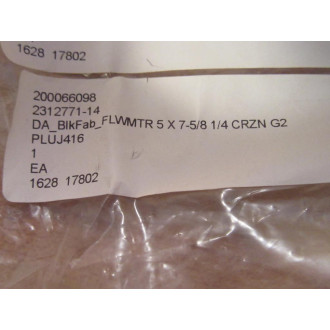 1628 17802
200066098
2312771-14
DA_BlkFab_FLWMTR 5 X 7-5/8 1/4 CRZN G2
PLUJ416
1
EA
1628 17802